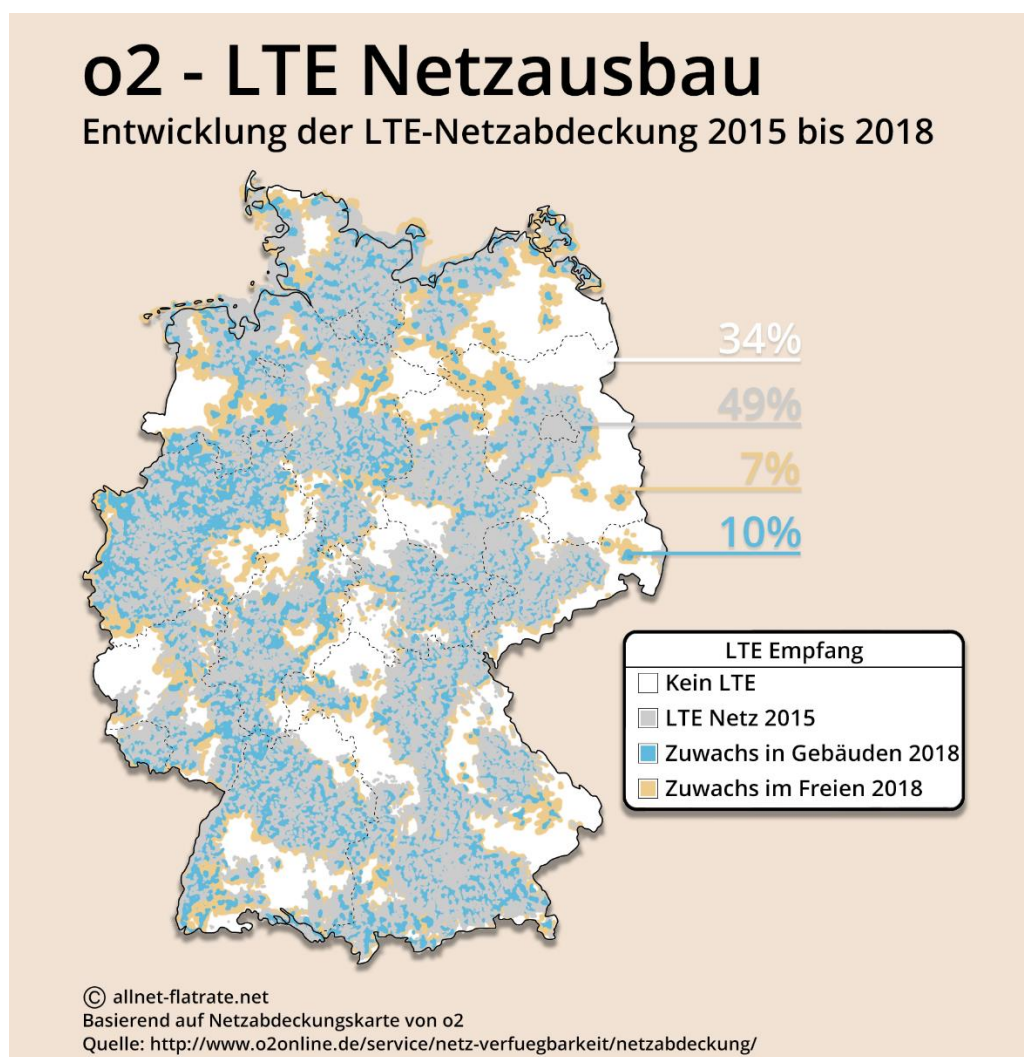 o2 - LTE Netzausbau
Entwicklung der LTE-Netzabdeckung 2015 bis 2018
34%
49%
7%
10%
LTE Empfang
Kein LTE
LTE Netz 2015
Zuwachs in Gebäuden 2018
Zuwachs im Freien 2018
© allnet-flatrate.net
Basierend auf Netzabdeckungskarte von o2
Quelle: http://www.o2online.de/service/netz-verfuegbarkeit/netzabdeckung/